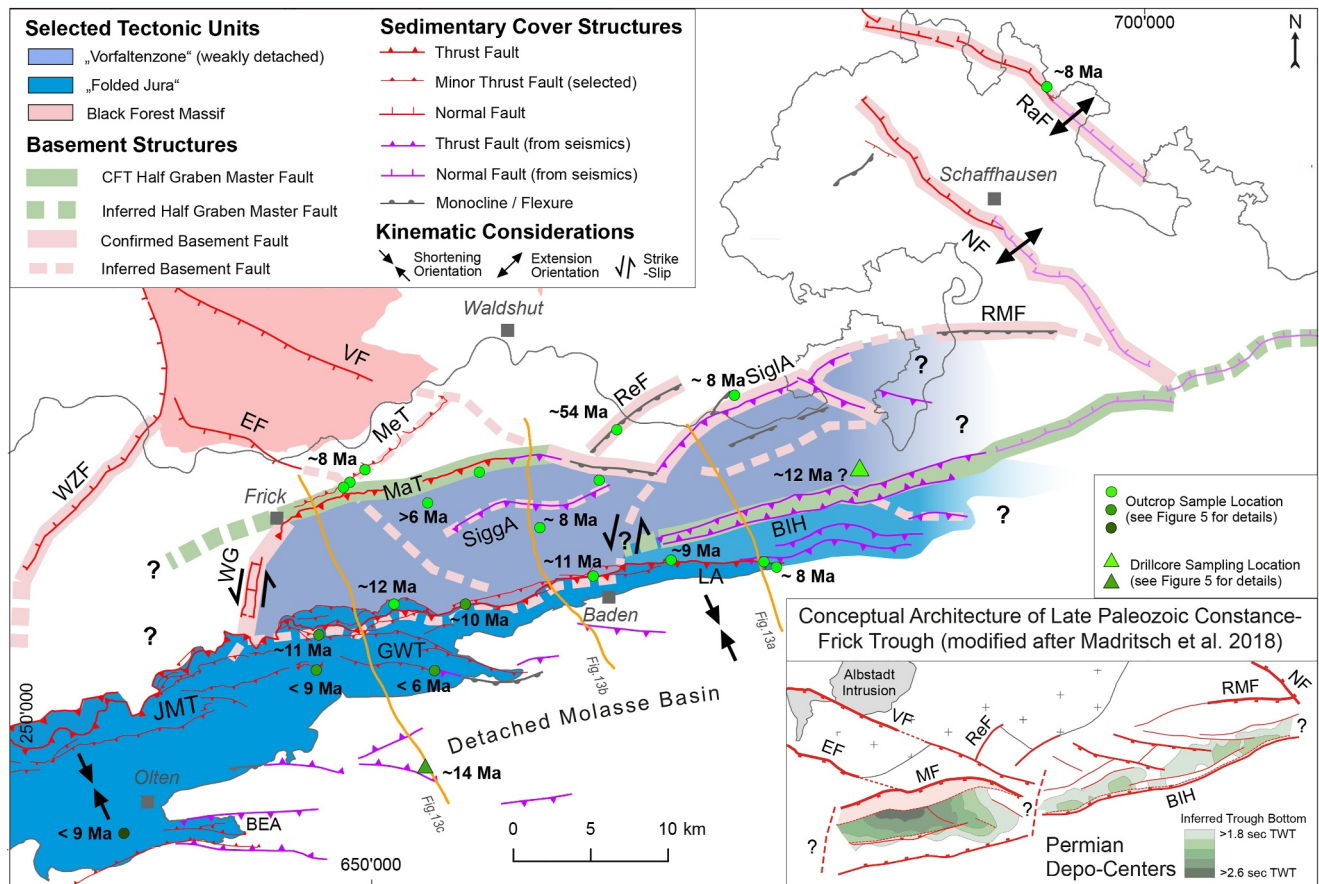 Selected Tectonic Units
„Vorfaltenzone“ (weakly detached)
„Folded Jura“
Black Forest Massif
Basement Structures
CFT Half Graben Master Fault
Inferred Half Graben Master Fault
Confirmed Basement Fault
Inferred Basement Fault
Sedimentary Cover Structures
Thrust Fault
Minor Thrust Fault (selected)
Normal Fault
Thrust Fault (from seismics)
Normal Fault (from seismics)
Monocline / Flexure
Kinematic Considerations
Shortening
Orientation
Extension
Orientation
Strike
-Slip
700'000
N
~8 Ma
RaF
Schaffhausen
NF
RMF
Waldshut
VF
EF
MeT
WZF
~54 Ma
ReF
~ 8 Ma
SiglA
?
?
~8 Ma
Frick
MaT
>6 Ma
SiggA
~ 8 Ma
~12 Ma ?
BIH
?
?
WG
?
?
~11 Ma
~9 Ma
LA
~ 8 Ma
~12 Ma
~10 Ma
Baden
Fig.13a
Fig.13b
~11 Ma
GWT
< 9 Ma
< 6 Ma
JMT
250'000
Detached Molasse Basin
~14 Ma
Fig.13c
Olten
< 9 Ma
BEA
650'000
0 5 10 km
Outcrop Sample Location
(see Figure 5 for details)
Drillcore Sampling Location
(see Figure 5 for details)
Conceptual Architecture of Late Paleozoic Constance-
Frick Trough (modified after Madritsch et al. 2018)
Albstadt
Intrusion
VF
EF
ReF
MF
RMF
NF
?
?
?
BIH
Permian
Depo-Centers
Inferred Trough Bottom
>1.8 sec TWT
>2.6 sec TWT